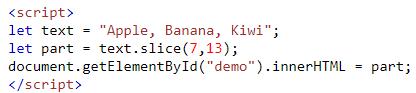 <script>
let text = "Apple, Banana, Kiwi";
let part = text.slice(7,13);
document.getElementById("demo").innerHTML = part;
</script>